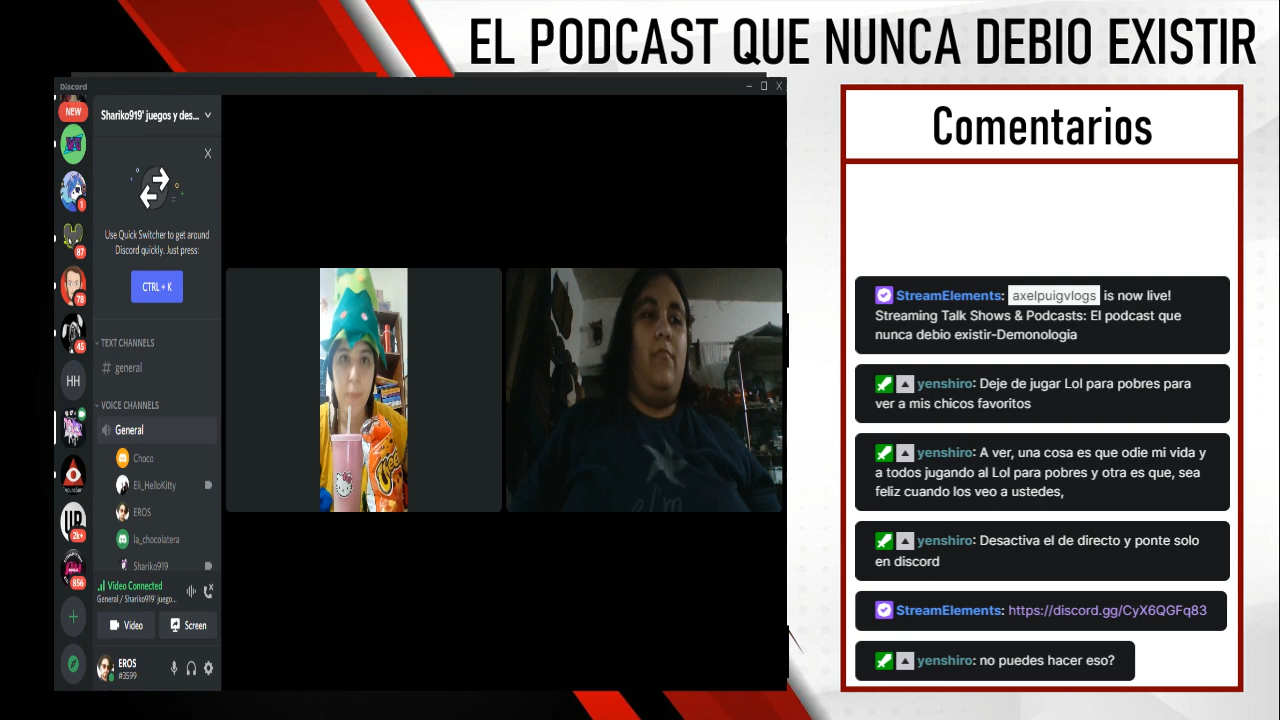 EL PODCAST QUE NUNCA DEBIO EXISTIR
Discord
NEW
Shariko919' juegos y des...
Use Quick Switcher to get around
Discord quickly. Just press:
CTRL + K
1
87
78
45
HH
2k+
856
TEXT CHANNELS
# general
VOICE CHANNELS
General
Choco
Eli_HelloKitty
EROS
la_chocolatera
Shariko919
Video Connected
General / Shariko919' juego...
Video
Screen
EROS
#3599
Comentarios
StreamElements: axelpuigvlogs is now live!
Streaming Talk Shows & Podcasts: El podcast que
nunca debio existir-Demonologia
yenshiro: Deje de jugar Lol para pobres para
ver a mis chicos favoritos
yenshiro: A ver, una cosa es que odie mi vida y
a todos jugando al Lol para pobres y otra es que, sea
feliz cuando los veo a ustedes,
yenshiro: Desactiva el de directo y ponte solo
en discord
StreamElements: https://discord.gg/CyX6QGFq83
yenshiro: no puedes hacer eso?